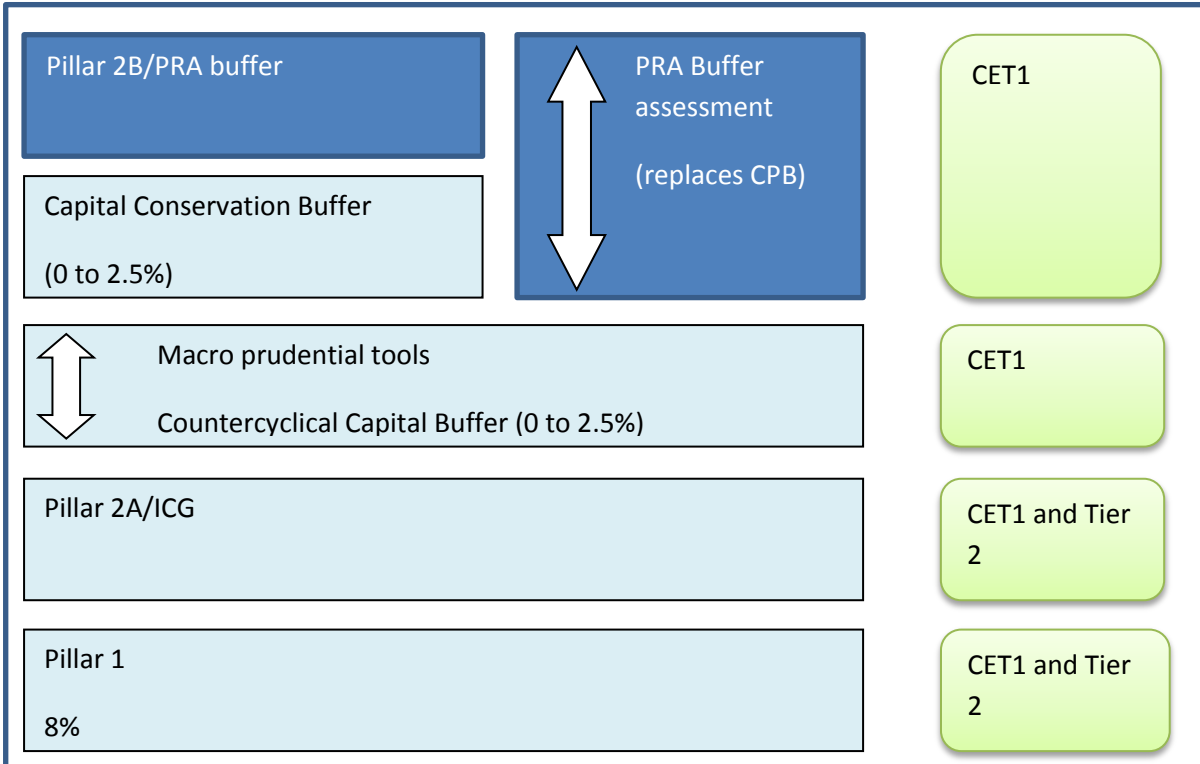 Pillar 2B/PRA buffer
PRA Buffer
assessment
(replaces CPB)
CET1
Capital Conservation Buffer
(0 to 2.5%)
Macro prudential tools
Countercyclical Capital Buffer (0 to 2.5%)
CET1
Pillar 2A/ICG
CET1 and Tier
2
Pillar 1
8%
CET1 and Tier
2